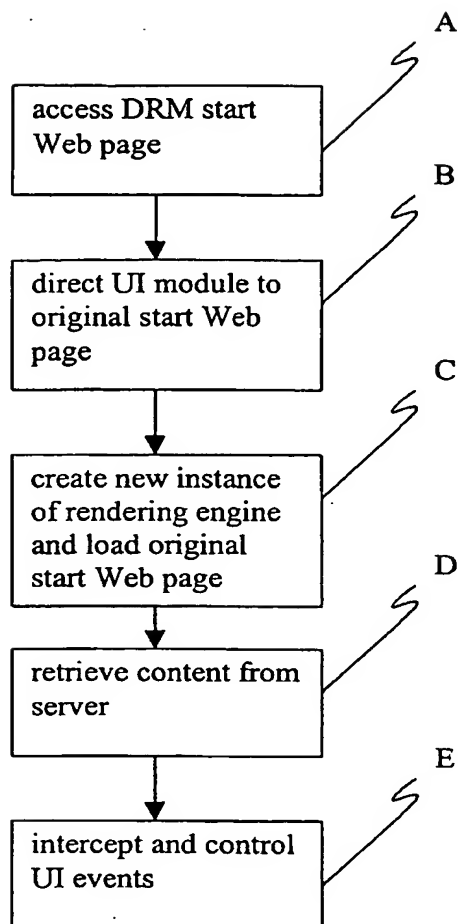 A
access DRM start
Web page
B
direct UI module to
original start Web
page
C
create new instance
of rendering engine
and load original
start Web page
D
retrieve content from
server
E
intercept and control
UI events